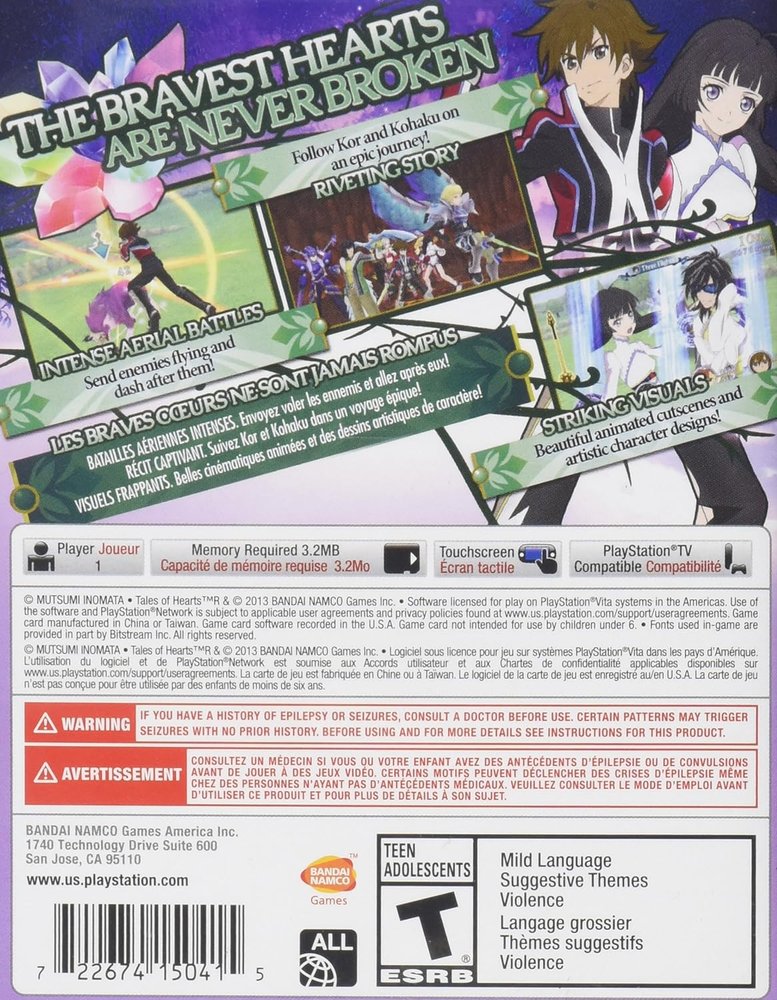 THE BRAVEST HEARTS
ARE NEVER BROKEN
Follow Kor and Kohaku on
an epic journey!
RIVETING STORY
INTENSE AERIAL BATTLES
Send enemies flying and
dash after them!
LES BRAVES CŒURS NE SONT JAMAIS ROMPUS
BATAILLES AÉRIENNES INTENSES. Envoyez voler les ennemis et allez après eux!
RÉCIT CAPTIVANT. Suivez Kor et Kohaku dans un voyage épique!
VISUELS FRAPPANTS. Belles cinématiques animées et des dessins artistiques de caractère!
STRIKING VISUALS
Beautiful animated cutscenes and
artistic character designs!
Player Joueur
1
Memory Required 3.2MB
Capacité de mémoire requise 3.2Mo
Touchscreen
Écran tactile
PlayStation®TV
Compatible Compatibilité
© MUTSUMI INOMATA • Tales of Hearts™R & © 2013 BANDAI NAMCO Games Inc. • Software licensed for play on PlayStation®Vita systems in the Americas. Use of
the software and PlayStation®Network is subject to applicable user agreements and privacy policies found at www.us.playstation.com/support/useragreements. Game
card manufactured in China or Taiwan. Game card software recorded in the U.S.A. Game card not intended for use by children under 6. • Fonts used in-game are
provided in part by Bitstream Inc. All rights reserved.
© MUTSUMI INOMATA • Tales of Hearts™R & © 2013 BANDAI NAMCO Games Inc. • Logiciel sous licence pour jeu sur systèmes PlayStation®Vita dans les pays d'Amérique.
L'utilisation du logiciel et de PlayStation®Network est soumise aux Accords utilisateur et aux Chartes de confidentialité applicables disponibles sur
www.us.playstation.com/support/useragreements. La carte de jeu est fabriquée en Chine ou à Taiwan. Le logiciel de la carte de jeu est enregistré au/en U.S.A. La carte de jeu
n'est pas conçue pour être utilisée par des enfants de moins de six ans.
WARNING
IF YOU HAVE A HISTORY OF EPILEPSY OR SEIZURES, CONSULT A DOCTOR BEFORE USE. CERTAIN PATTERNS MAY TRIGGER
SEIZURES WITH NO PRIOR HISTORY. BEFORE USING AND FOR MORE DETAILS SEE INSTRUCTIONS FOR THIS PRODUCT.
AVERTISSEMENT
CONSULTEZ UN MÉDECIN SI VOUS OU VOTRE ENFANT AVEZ DES ANTÉCÉDENTS D'ÉPILEPSIE OU DE CONVULSIONS
AVANT DE JOUER À DES JEUX VIDÉO. CERTAINS MOTIFS PEUVENT DÉCLENCHER DES CRISES D'ÉPILEPSIE MÊME
CHEZ DES PERSONNES N'AYANT PAS D'ANTÉCÉDENTS MÉDICAUX. VEUILLEZ CONSULTER LE MODE D'EMPLOI AVANT
D'UTILISER CE PRODUIT ET POUR PLUS DE DÉTAILS À SON SUJET.
BANDAI NAMCO Games America Inc.
1740 Technology Drive Suite 600
San Jose, CA 95110
www.us.playstation.com
BANDAI
NAMCO
Games
ALL
7 22674 15041 5
TEEN
ADOLESCENTS
T
ESRB
Mild Language
Suggestive Themes
Violence
Langage grossier
Thèmes suggestifs
Violence